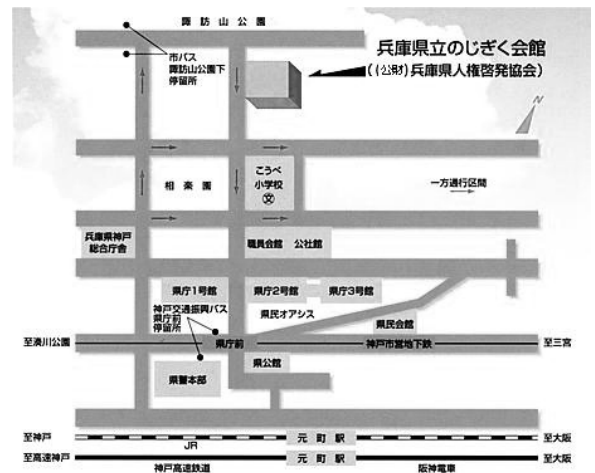 諏訪山公園
市バス
諏訪山公園下
停留所
兵庫県立のじぎく会館
((公財)兵庫県人権啓発協会)
N
こうべ
小学校
文
相楽園
一方通行区間
兵庫県神戸
総合庁舎
職員会館 公社館
県庁1号館
県庁2号館
県庁3号館
神戸交通振興バス
県庁前
停留所
県民オアシス
県民会館
至湊川公園
県庁前
神戸市営地下鉄
至三宮
県公館
県警本部
至神戸
JR
元町駅
至大阪
至高速神戸
神戸高速鉄道
元町駅
阪神電車
至大阪